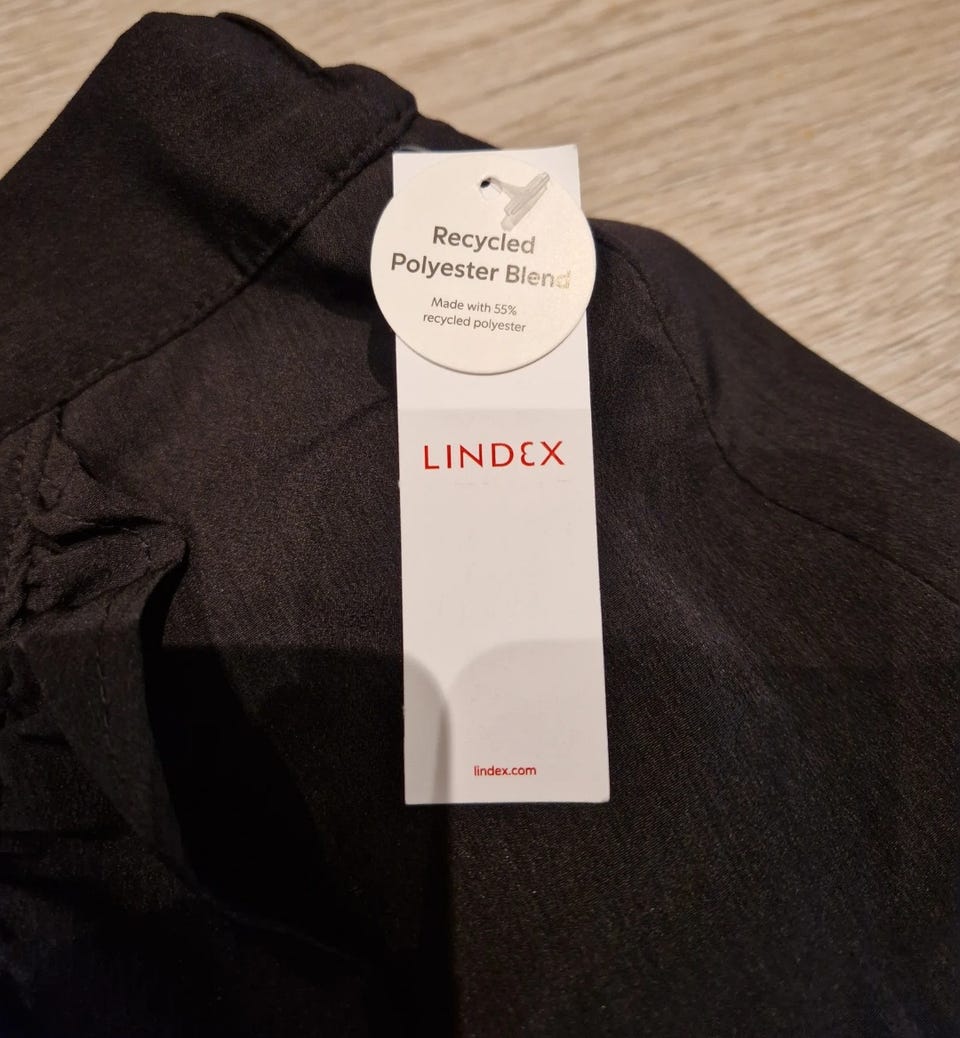 Recycled
Polyester Blend
Made with 55%
recycled polyester
LINDEX
lindex.com